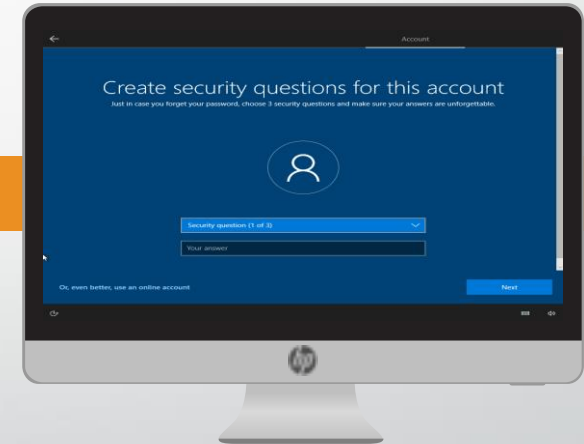 Account
Create security questions for this account
Just in case you forget your password, choose 3 security questions and make sure your answers are unforgettable.
Security question (1 of 3)
Your answer
Or, even better, use an online account
Next
hp